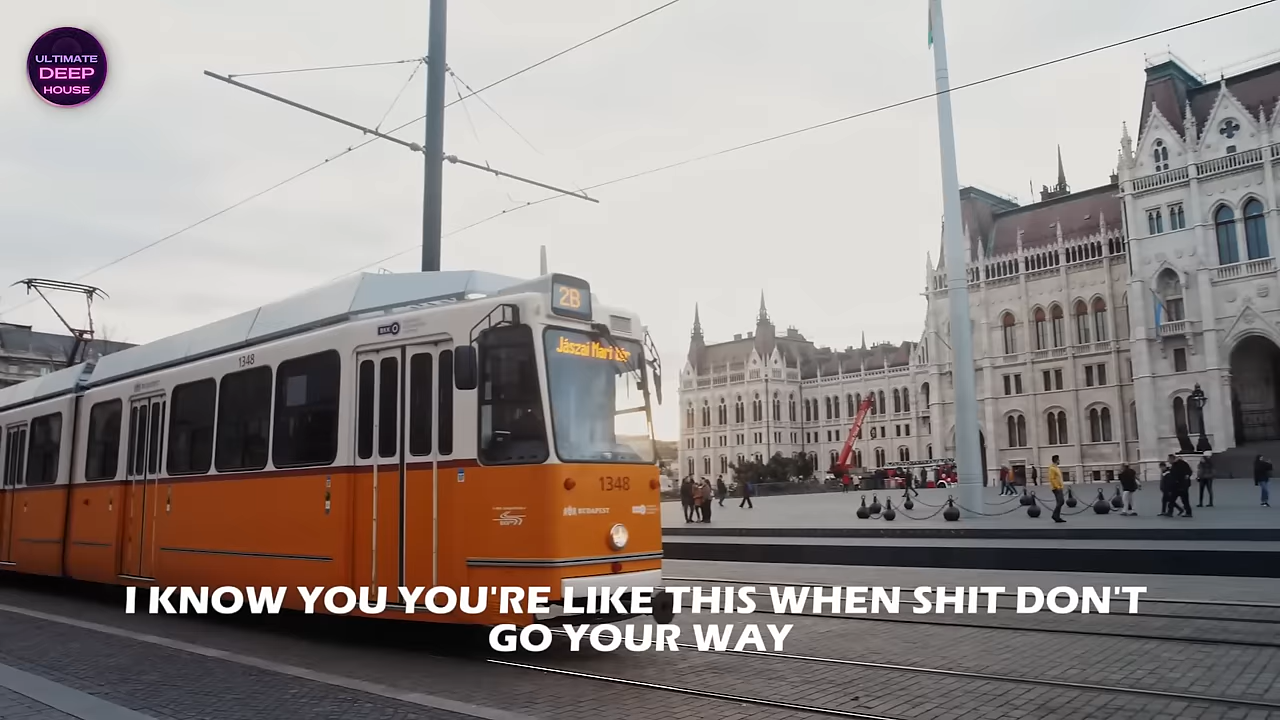 ULTIMATE
DEEP
HOUSE
2B
Jászai Mari tér
BKK
1348
1348
BUDAPEST
I KNOW YOU YOU'RE LIKE THIS WHEN SHIT DON'T
GO YOUR WAY